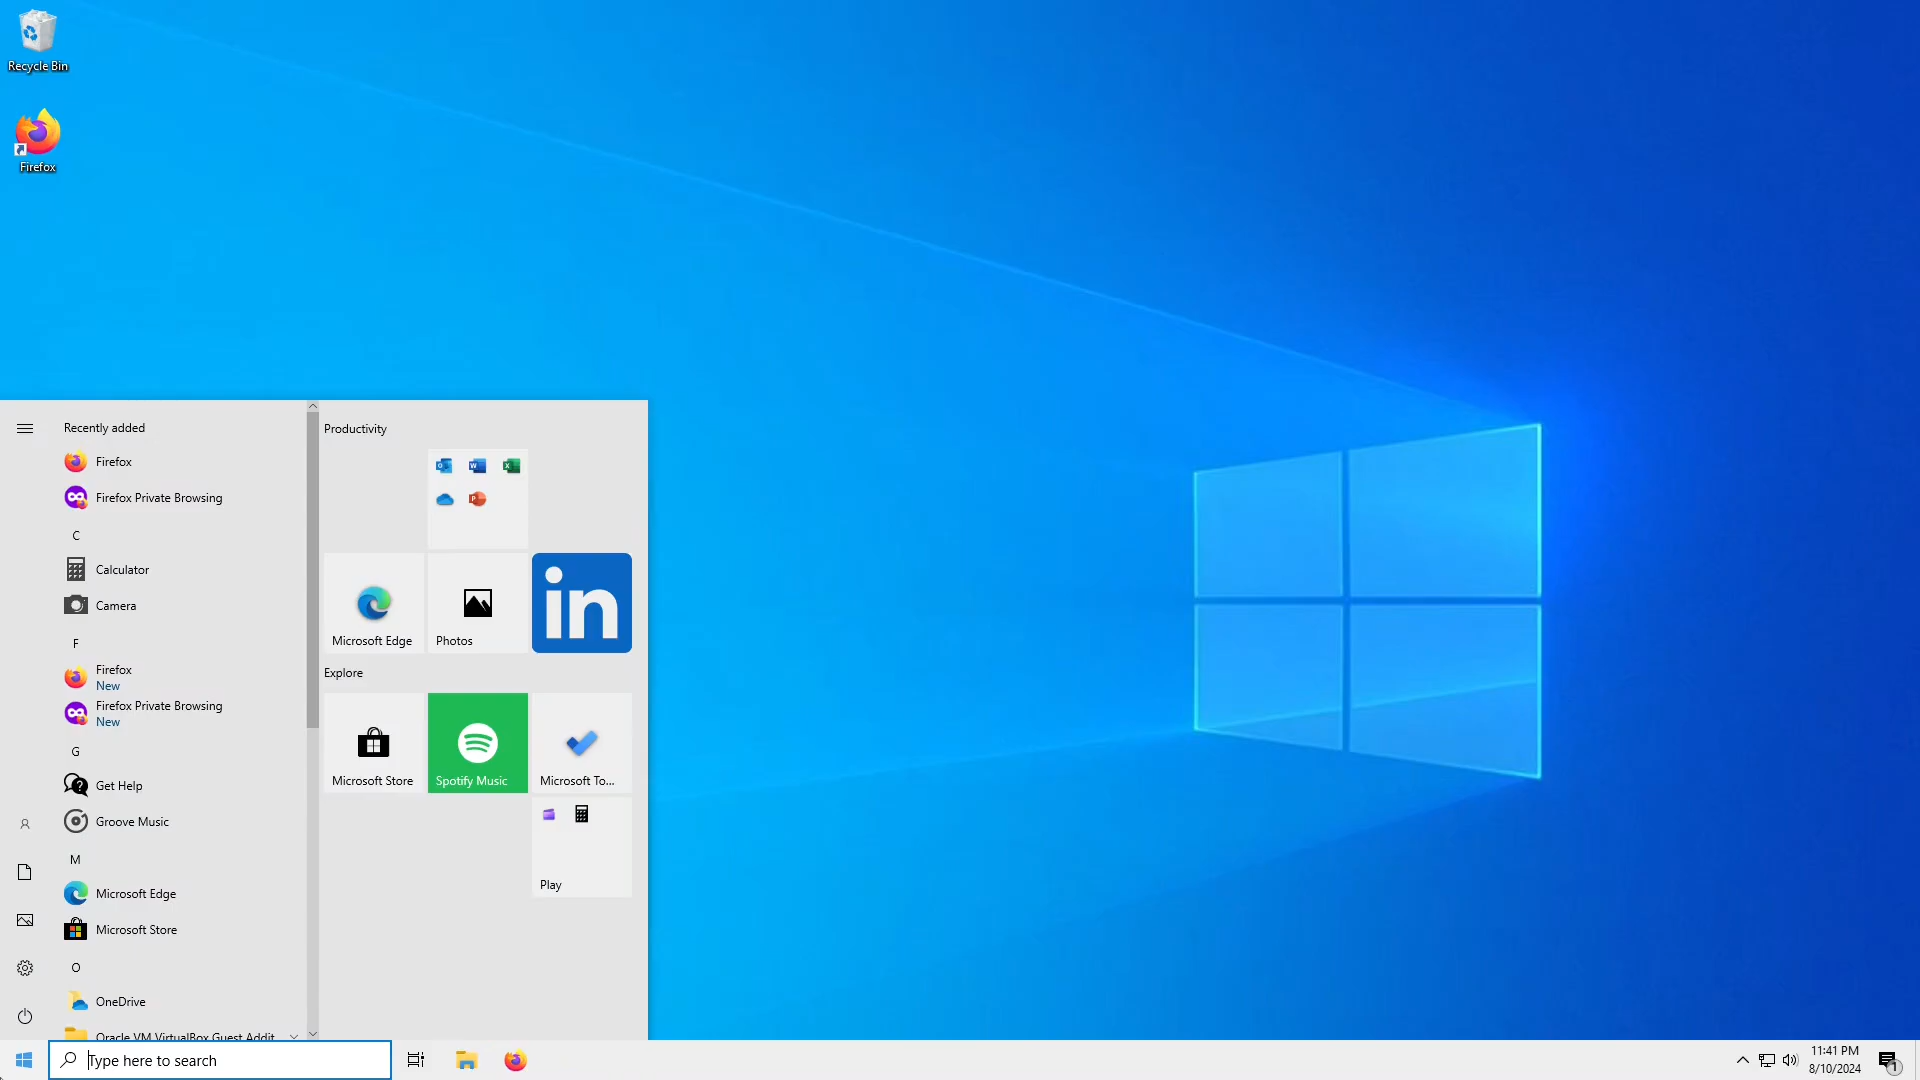 Recycle Bin
Firefox
Recently added
Firefox
Firefox Private Browsing
C
Calculator
Camera
F
Firefox
New
Firefox Private Browsing
New
G
Get Help
Groove Music
M
Microsoft Edge
Microsoft Store
O
OneDrive
Oracle VM VirtualBox Guest Addit...
Productivity
Microsoft Edge
Photos
in
Explore
Microsoft Store
Spotify Music
Microsoft To...
Play
Type here to search
11:41 PM
8/10/2024
1